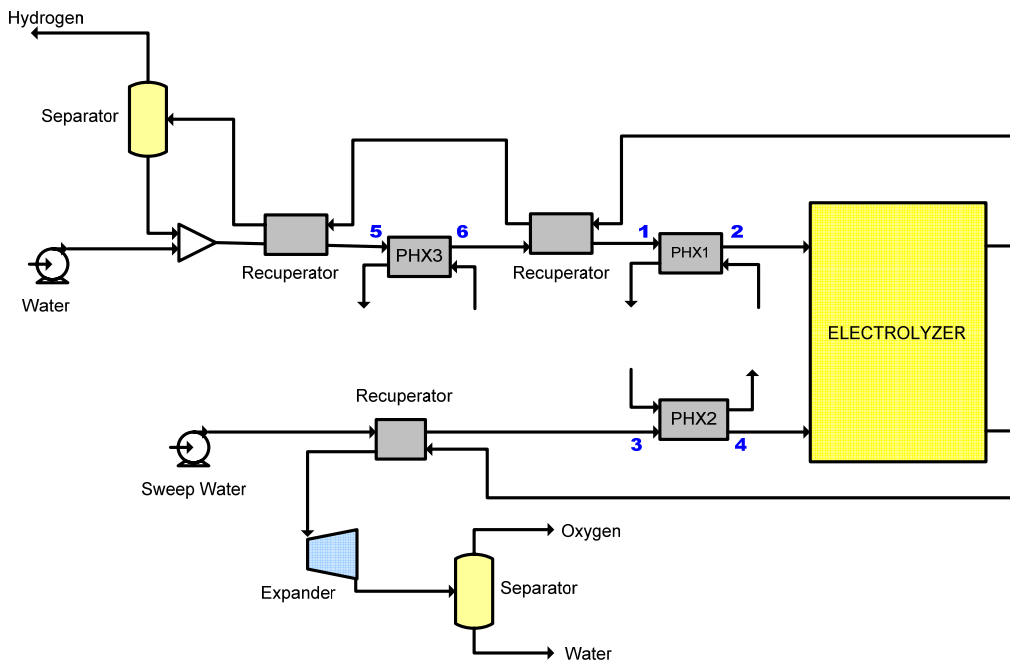 Hydrogen
Separator
Water
Recuperator
5
6
PHX3
Recuperator
1
2
PHX1
ELECTROLYZER
Recuperator
PHX2
3
4
Sweep Water
Oxygen
Expander
Separator
Water